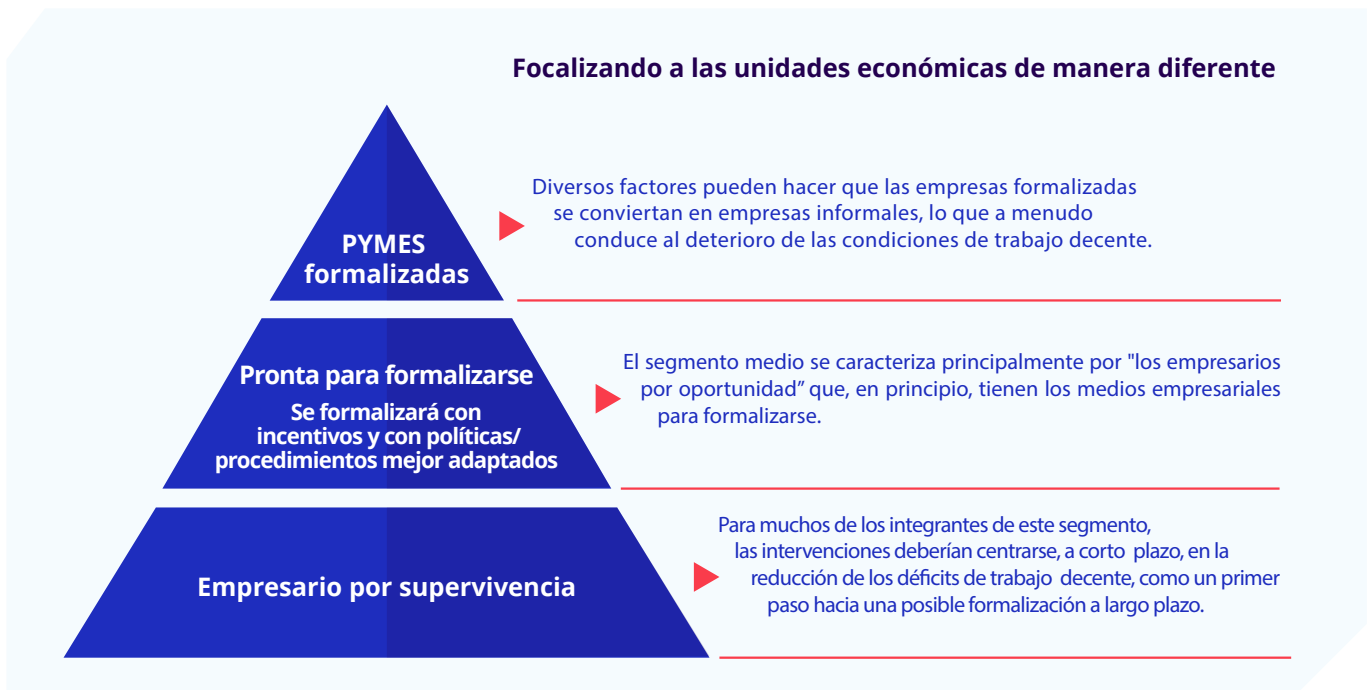 Focalizando a las unidades económicas de manera diferente
PYMES
formalizadas
Diversos factores pueden hacer que las empresas formalizadas
se conviertan en empresas informales, lo que a menudo
conduce al deterioro de las condiciones de trabajo decente.
Pronta para formalizarse
Se formalizará con
incentivos y con políticas/
procedimientos mejor adaptados
El segmento medio se caracteriza principalmente por "los empresarios
por oportunidad” que, en principio, tienen los medios empresariales
para formalizarse.
Empresario por supervivencia
Para muchos de los integrantes de este segmento,
las intervenciones deberían centrarse, a corto plazo, en la
reducción de los déficits de trabajo decente, como un primer
paso hacia una posible formalización a largo plazo.